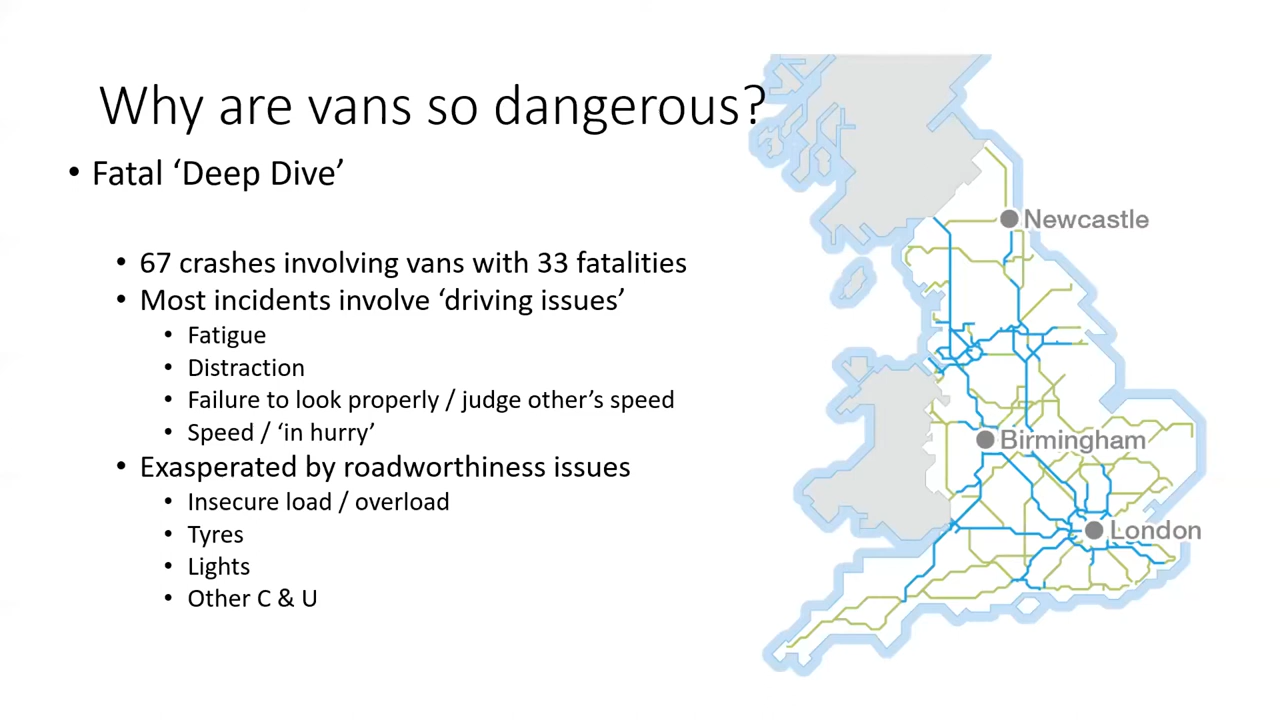 Why are vans so dangerous?
• Fatal ‘Deep Dive’
• 67 crashes involving vans with 33 fatalities
• Most incidents involve ‘driving issues’
• Fatigue
• Distraction
• Failure to look properly / judge other’s speed
• Speed / ‘in hurry’
• Exasperated by roadworthiness issues
• Insecure load / overload
• Tyres
• Lights
• Other C & U
Newcastle
Birmingham
London